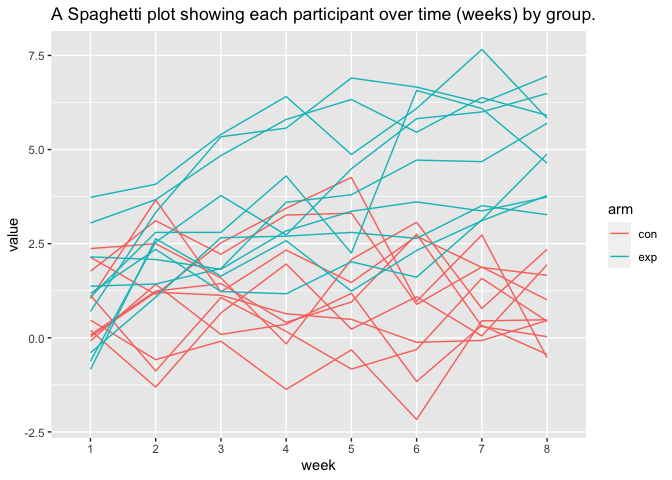 A Spaghetti plot showing each participant over time (weeks) by group.
7.5
5.0
2.5
0.0
-2.5
value
1 2 3 4 5 6 7 8
week
arm
con
exp